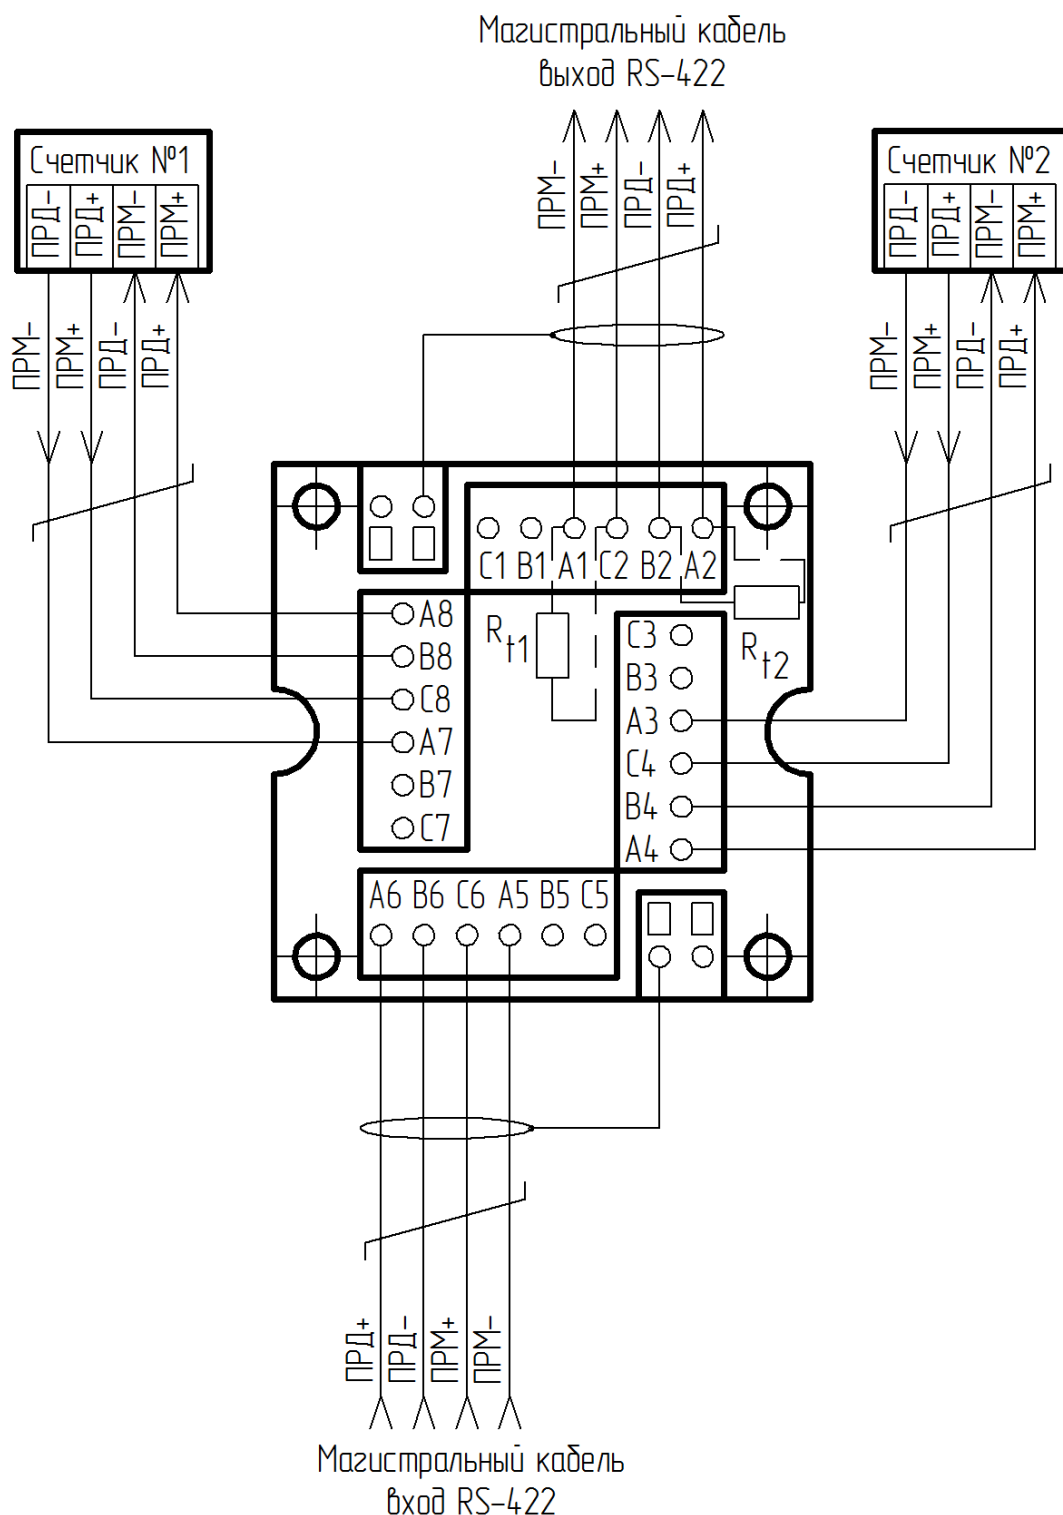 Магистральный кабель
выход RS-422
ПРМ-
ПРМ+
ПРД-
ПРД+
Счетчик №1
ПРД-
ПРД+
ПРМ-
ПРМ+
Счетчик №2
ПРД-
ПРД+
ПРМ-
ПРМ+
ПРМ-
ПРМ+
ПРД-
ПРД+
ПРМ-
ПРМ+
ПРД-
ПРД+
C1 B1 A1 C2 B2 A2
A8
B8
C8
A7
B7
C7
Rt1
Rt2
C3
B3
A3
C4
B4
A4
A6 B6 C6 A5 B5 C5
ПРД+
ПРД-
ПРМ+
ПРМ-
Магистральный кабель
вход RS-422